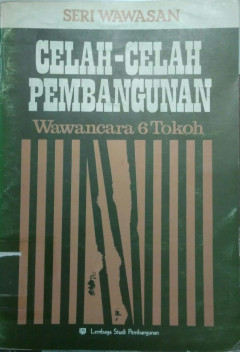 SERI WAWASAN
CELAH-CELAH
PEMBANGUNAN
Wawancara 6 Tokoh
Lembaga Studi Pembangunan